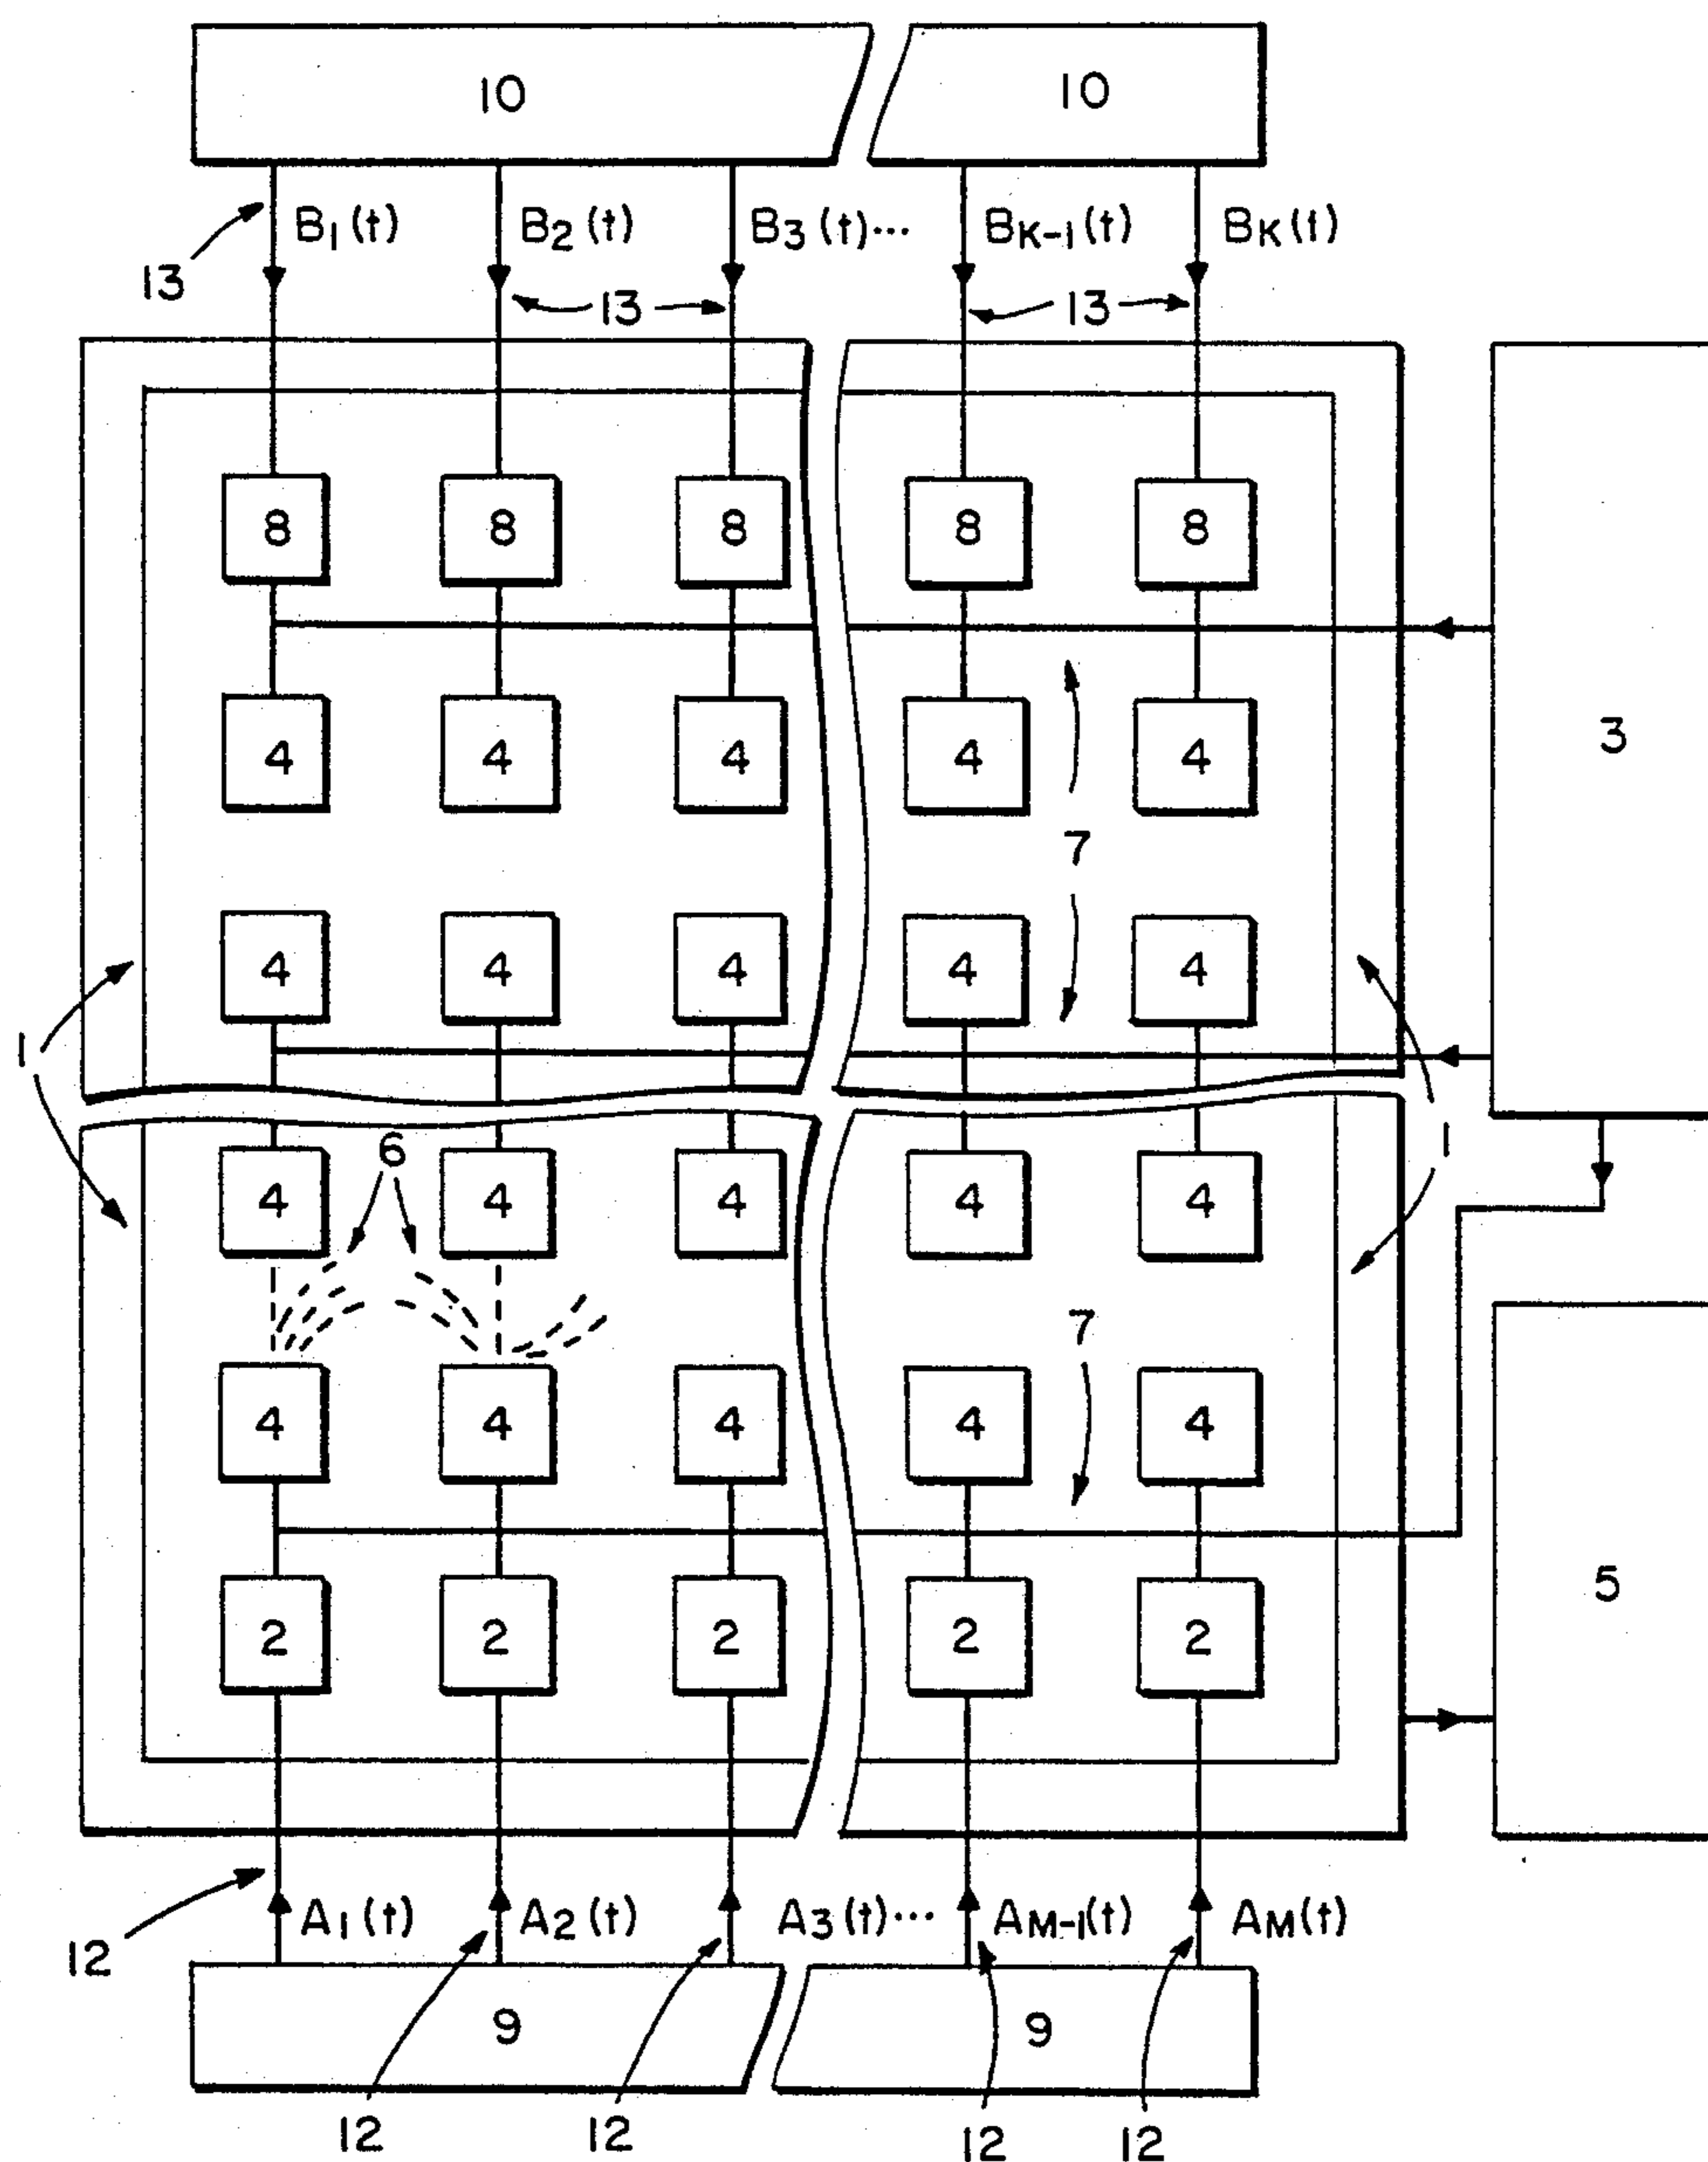 10 10
B1(t) B2(t) B3(t)... BK-1(t) BK(t)
13 13 13
8 8 8 8 8
3
4 4 4 4 4
7
4 4 4 4 4
1
6 1
4 4 4 4 4
7
4 4 4 4 4
5
2 2 2 2 2
A1(t) A2(t) A3(t)... AM-1(t) AM(t)
12
9 9
12 12 12 12